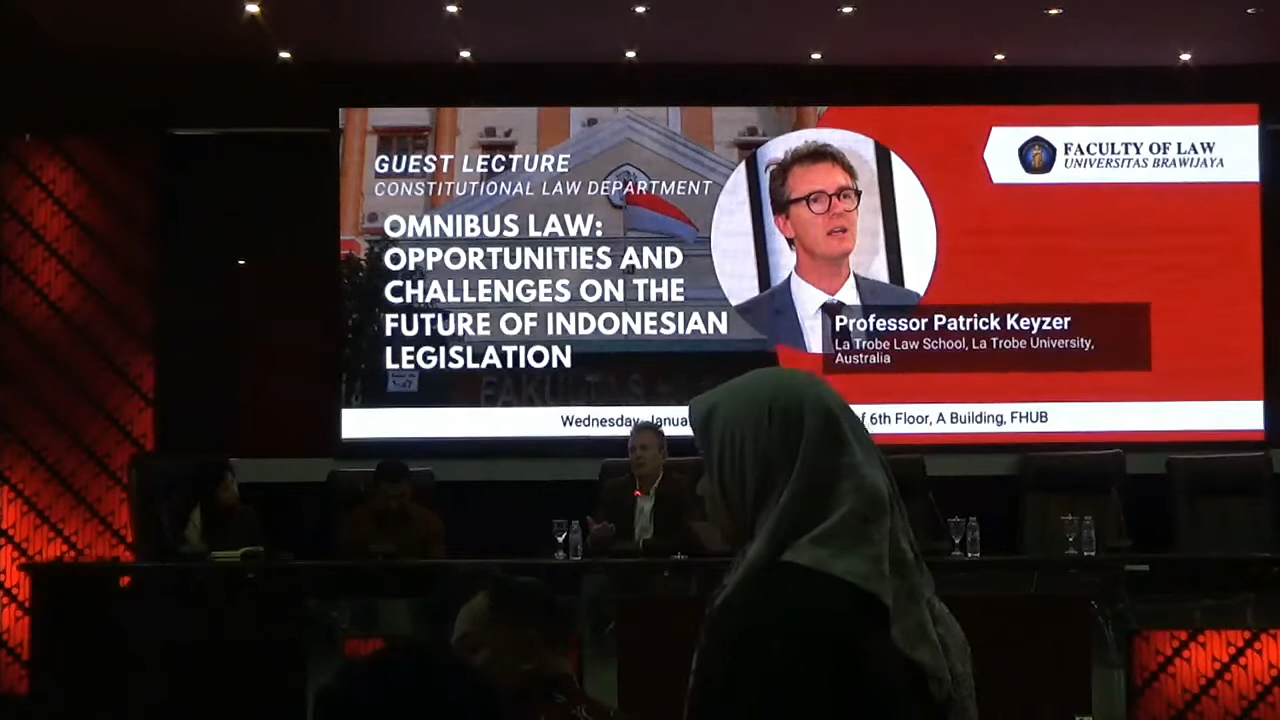 GUEST LECTURE
CONSTITUTIONAL LAW DEPARTMENT
OMNIBUS LAW:
OPPORTUNITIES AND
CHALLENGES ON THE
FUTURE OF INDONESIAN
LEGISLATION
FACULTY OF LAW
UNIVERSITAS BRAWIJAYA
Professor Patrick Keyzer
La Trobe Law School, La Trobe University,
Australia
FAKULTAS
Wednesday, 6th Floor, A Building, FHUB